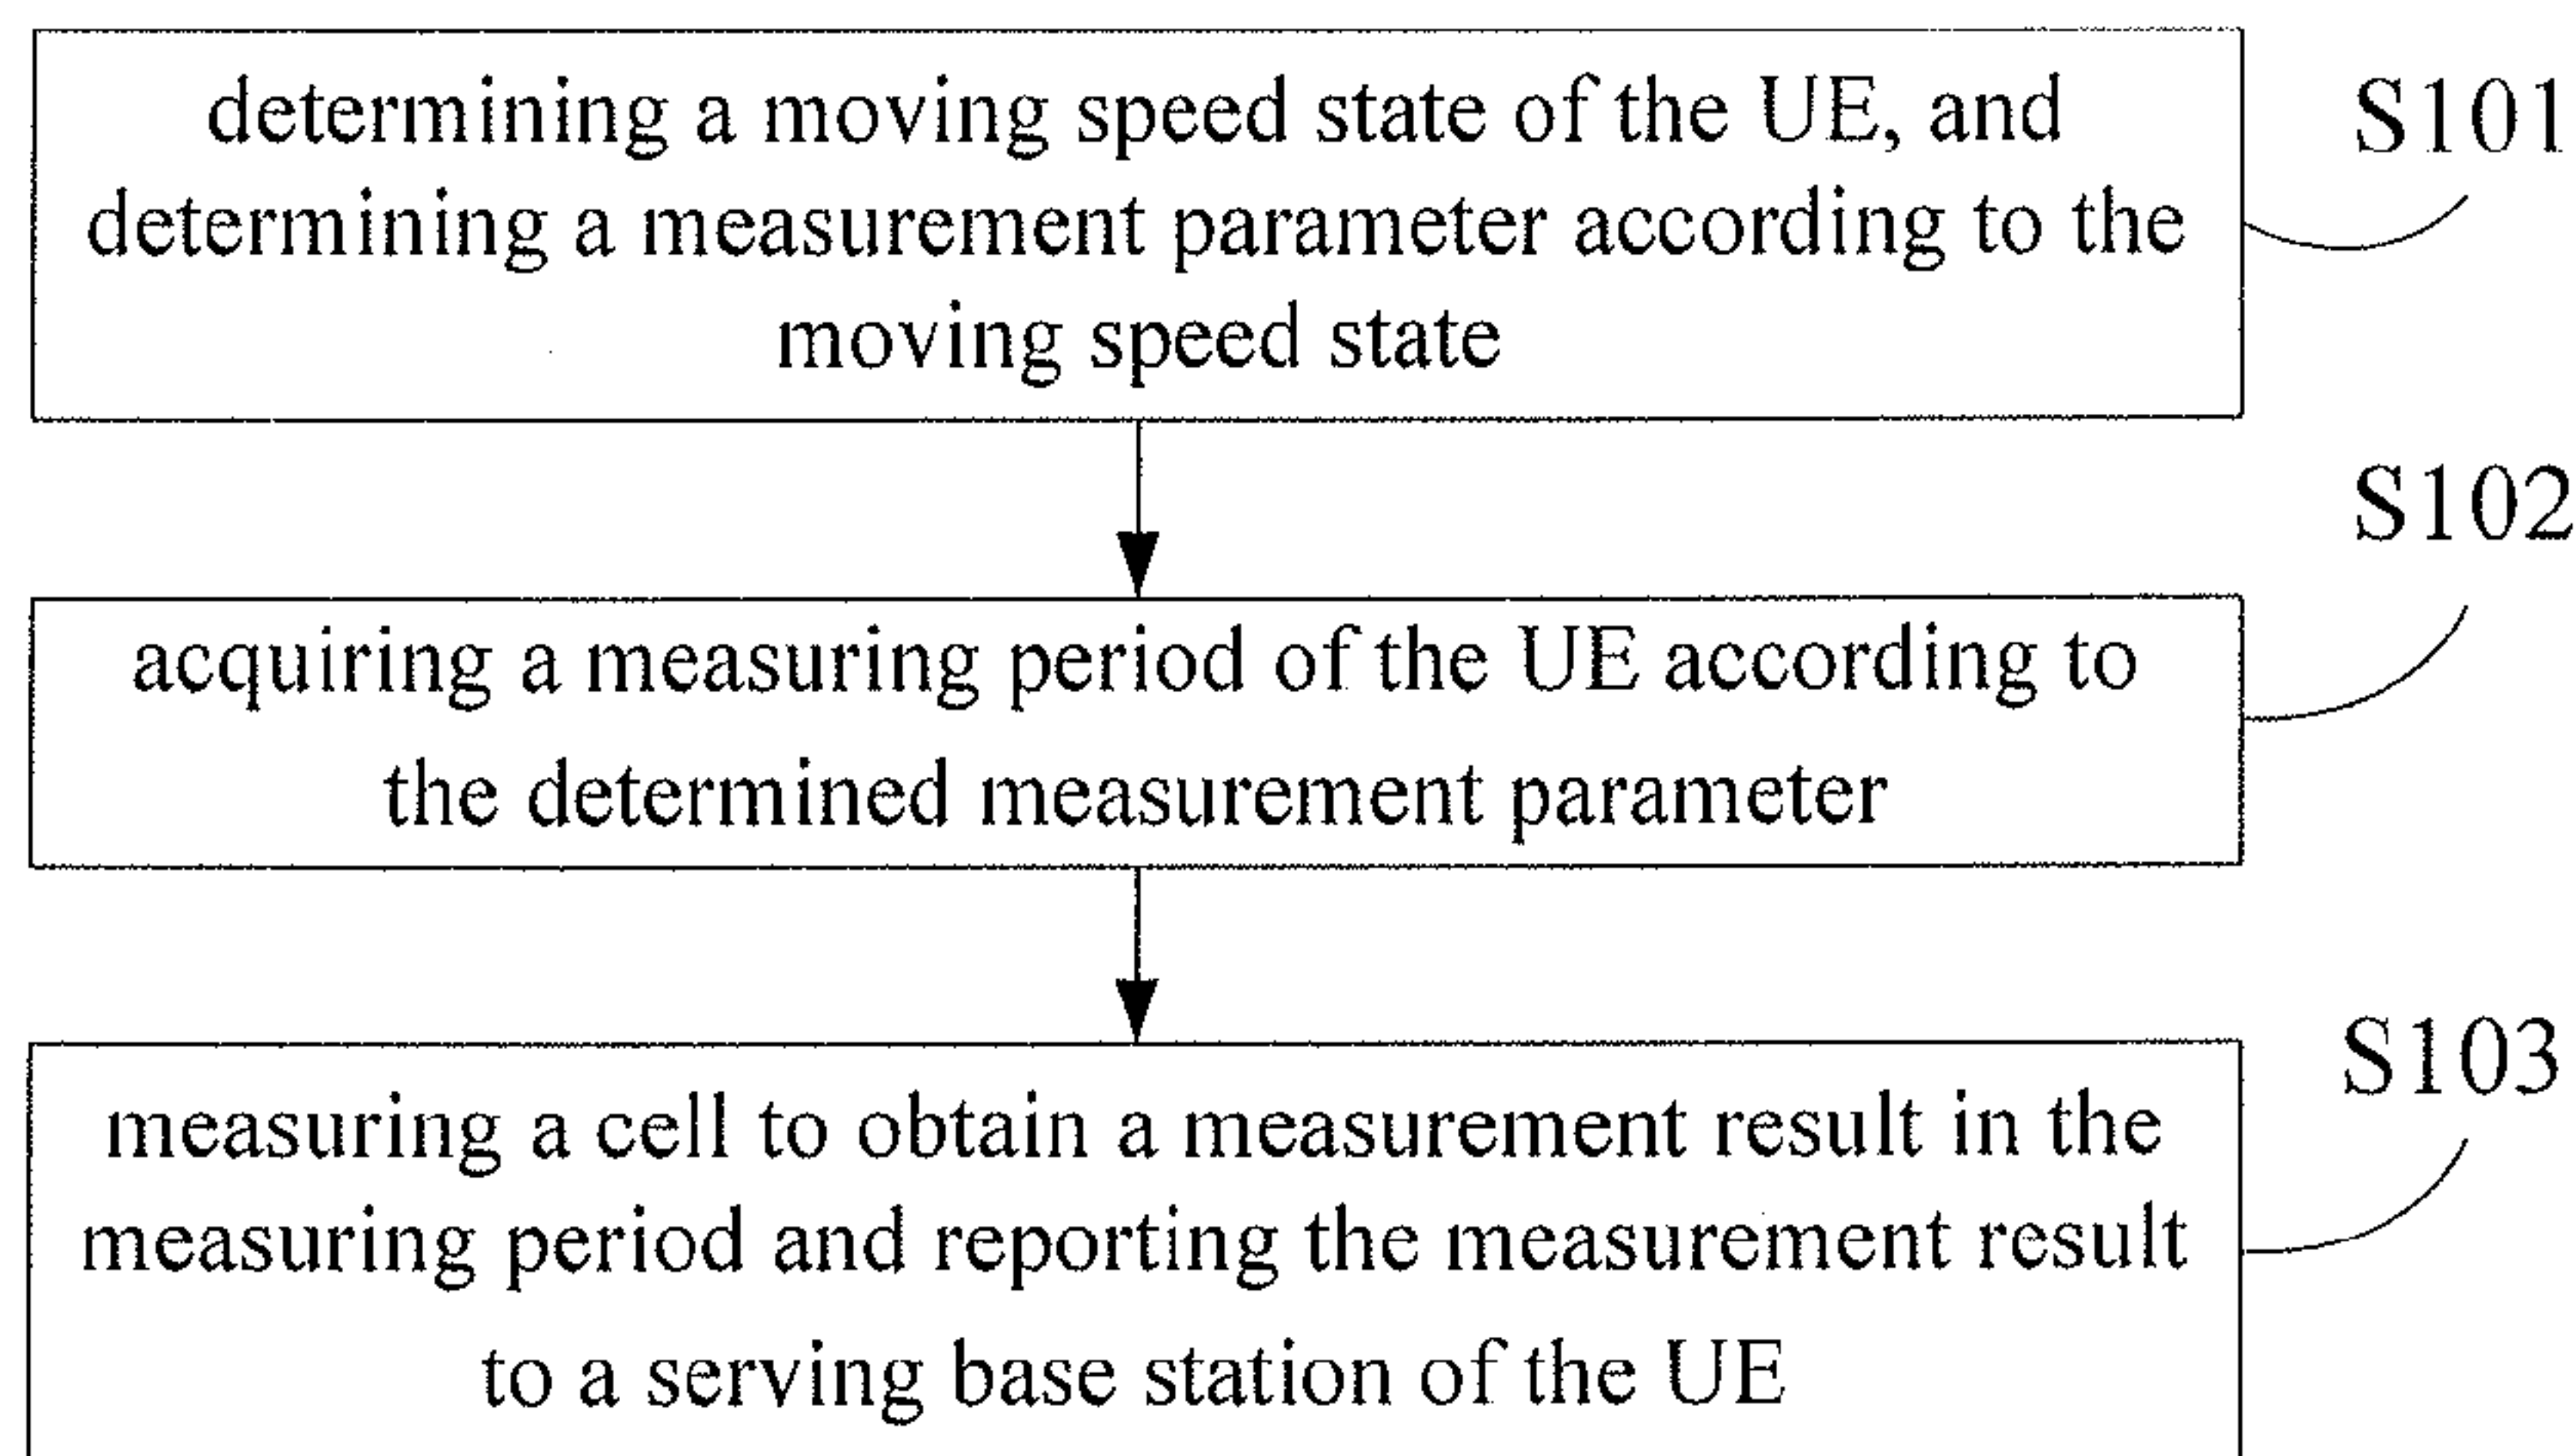 determining a moving speed state of the UE, and
determining a measurement parameter according to the
moving speed state
S101
S102
acquiring a measuring period of the UE according to
the determined measurement parameter
S103
measuring a cell to obtain a measurement result in the
measuring period and reporting the measurement result
to a serving base station of the UE